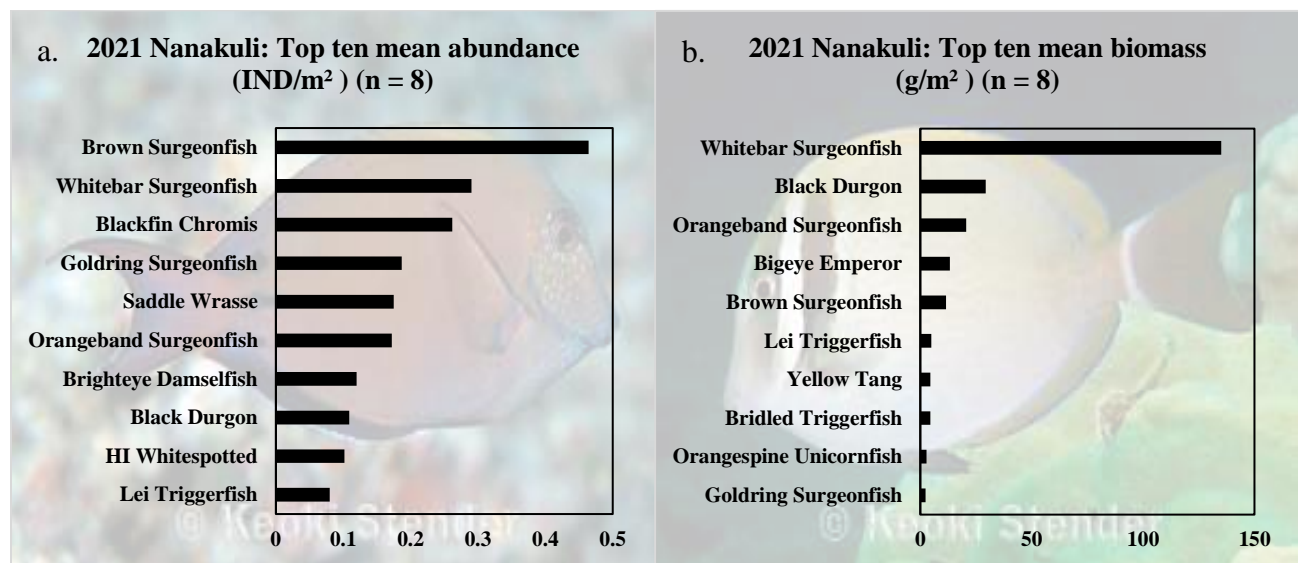 a. 2021 Nanakuli: Top ten mean abundance
(IND/m² ) (n = 8)
Brown Surgeonfish
Whitebar Surgeonfish
Blackfin Chromis
Goldring Surgeonfish
Saddle Wrasse
Orangeband Surgeonfish
Brighteye Damselfish
Black Durgon
HI Whitespotted
Lei Triggerfish
0 0.1 0.2 0.3 0.4 0.5
© Keoki Stender
b. 2021 Nanakuli: Top ten mean biomass
(g/m² ) (n = 8)
Whitebar Surgeonfish
Black Durgon
Orangeband Surgeonfish
Bigeye Emperor
Brown Surgeonfish
Lei Triggerfish
Yellow Tang
Bridled Triggerfish
Orangespine Unicornfish
Goldring Surgeonfish
0 50 100 150
© Keoki Stender